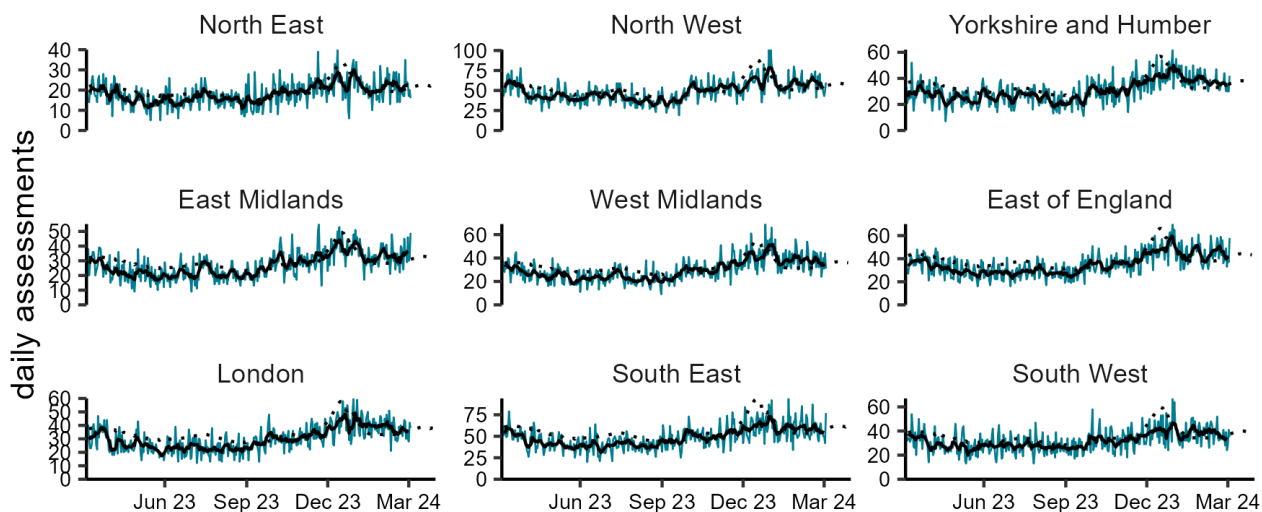 North East North West Yorkshire and Humber
40 100 60
30 75
20 50 40
10 25 20
0 0 0
daily assessments
East Midlands West Midlands East of England
50 60 60
40
30 40 40
20 20 20
10
0 0 0
London South East South West
60 75 60
50
40 50 40
30
20 25 20
10
0 0 0
Jun 23 Sep 23 Dec 23 Mar 24 Jun 23 Sep 23 Dec 23 Mar 24 Jun 23 Sep 23 Dec 23 Mar 24